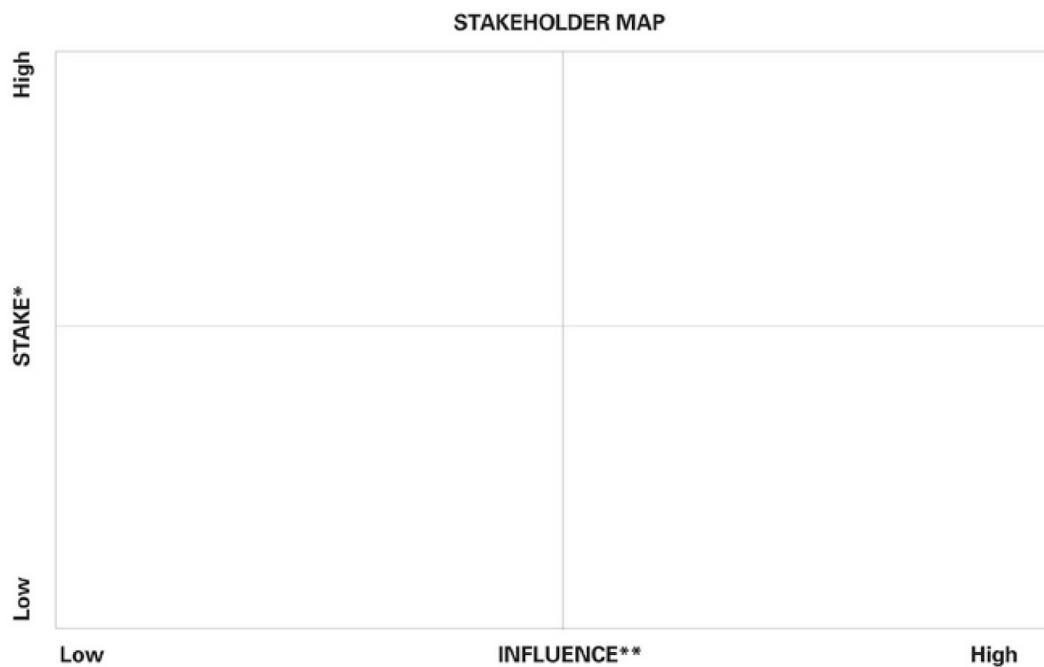 STAKEHOLDER MAP
High
STAKE*
Low
Low
INFLUENCE**
High